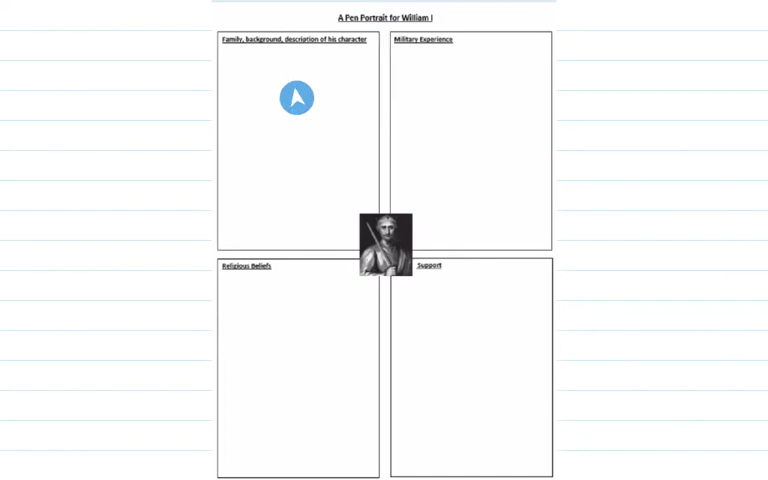 A Pen Portrait for William I
Family, background, description of his character
Military Experience
Religious Beliefs
Support